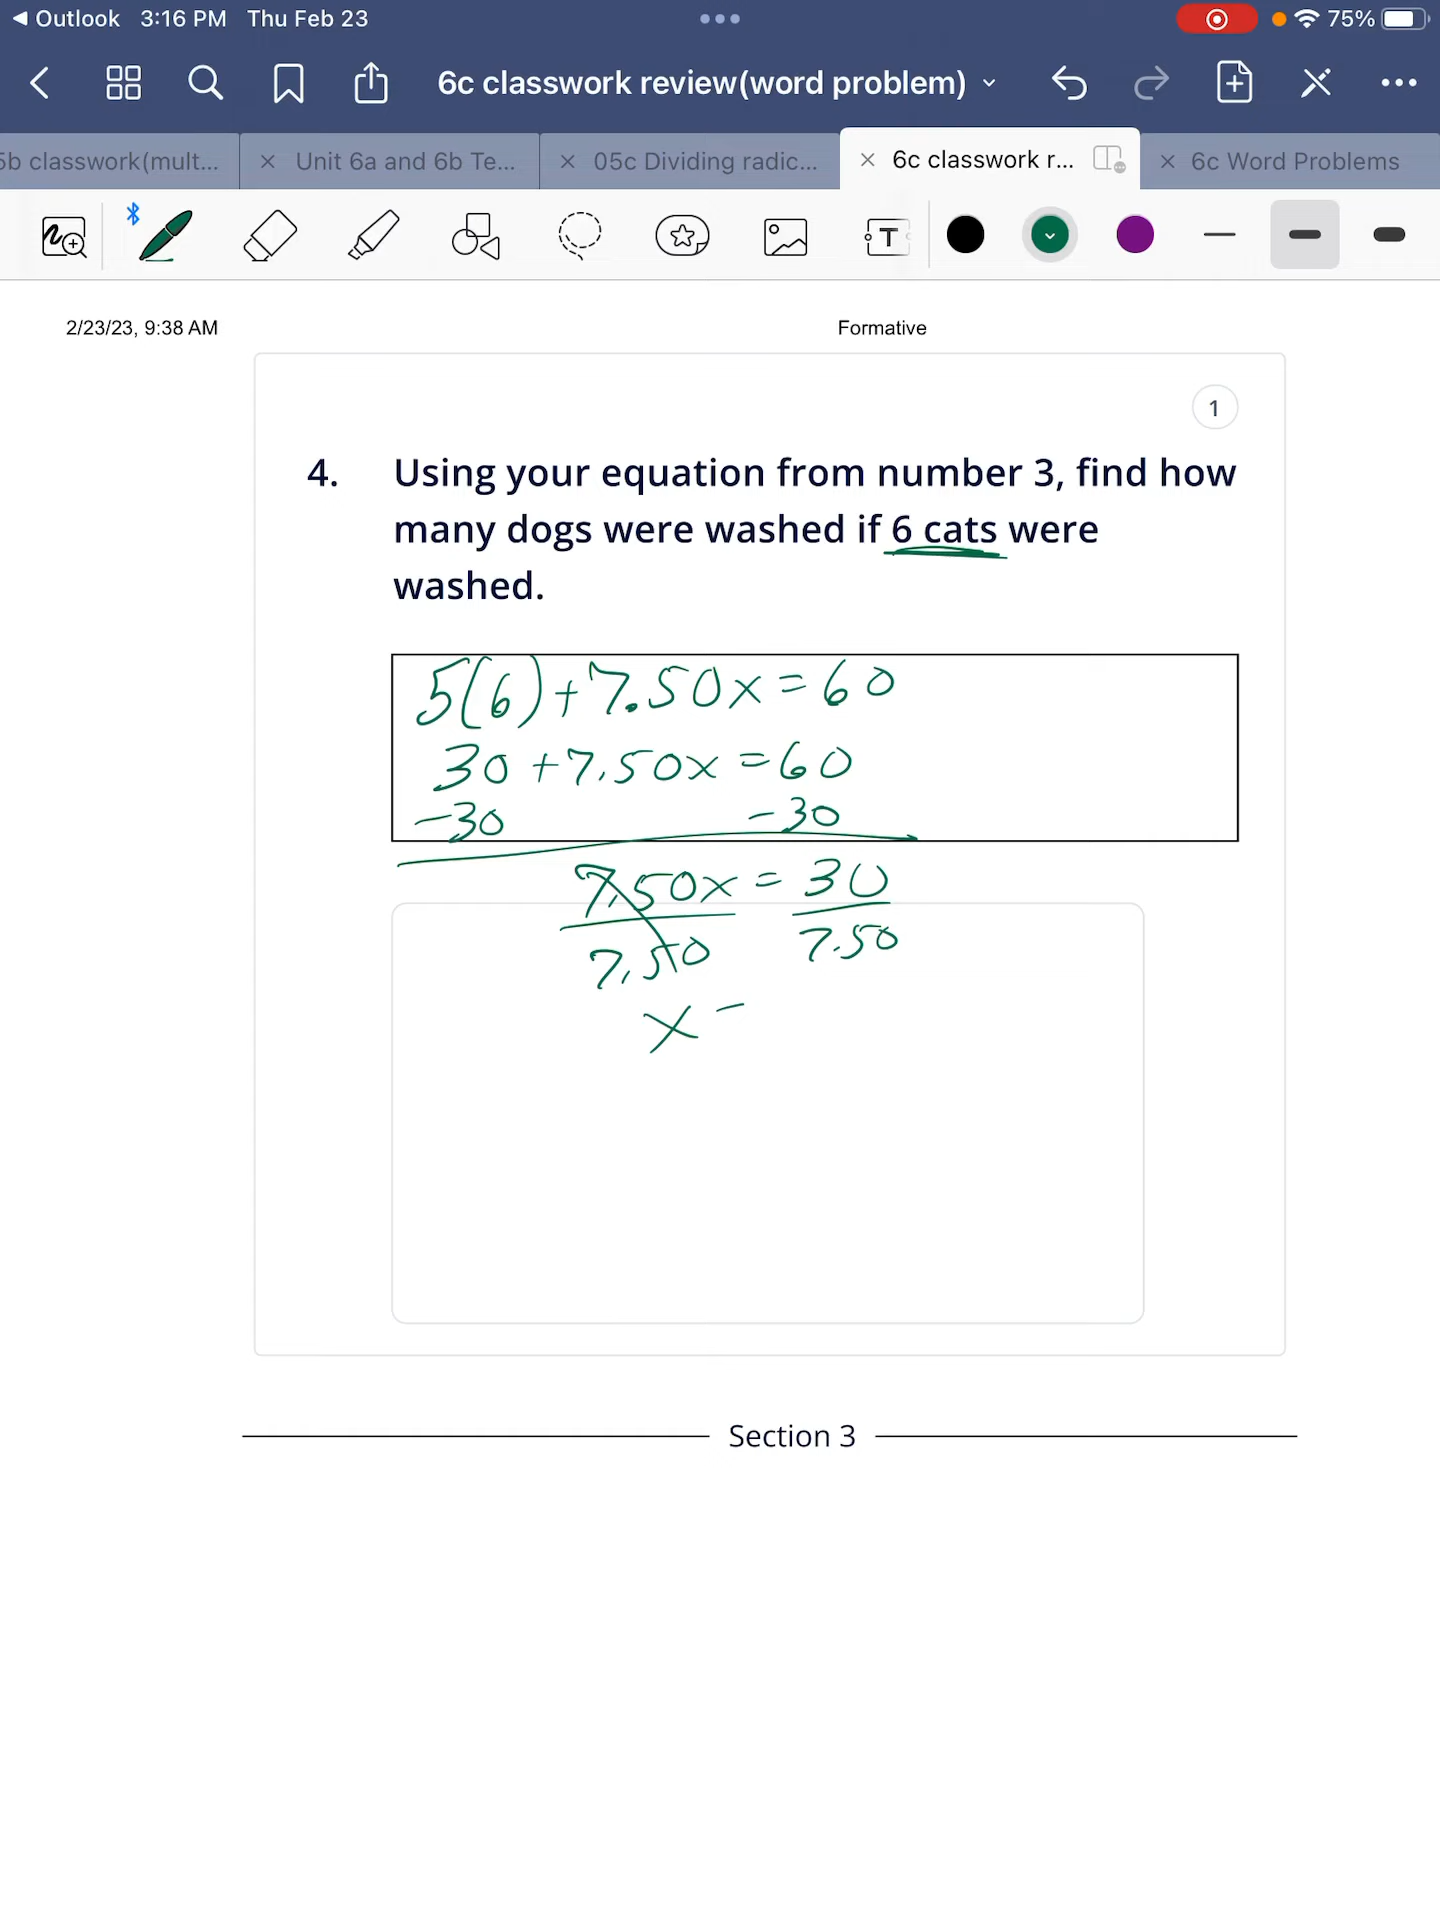 Outlook 3:16 PM Thu Feb 23 75%
6c classwork review(word problem)
5b classwork(mult... Unit 6a and 6b Te... 05c Dividing radic... 6c classwork r... 6c Word Problems
T
2/23/23, 9:38 AM Formative
1
4. Using your equation from number 3, find how
many dogs were washed if 6 cats were
washed.
5(6)+7.50x=60
30+7.50x=60
-30 -30
7.50x = 30
7.50 7.50
x -
Section 3